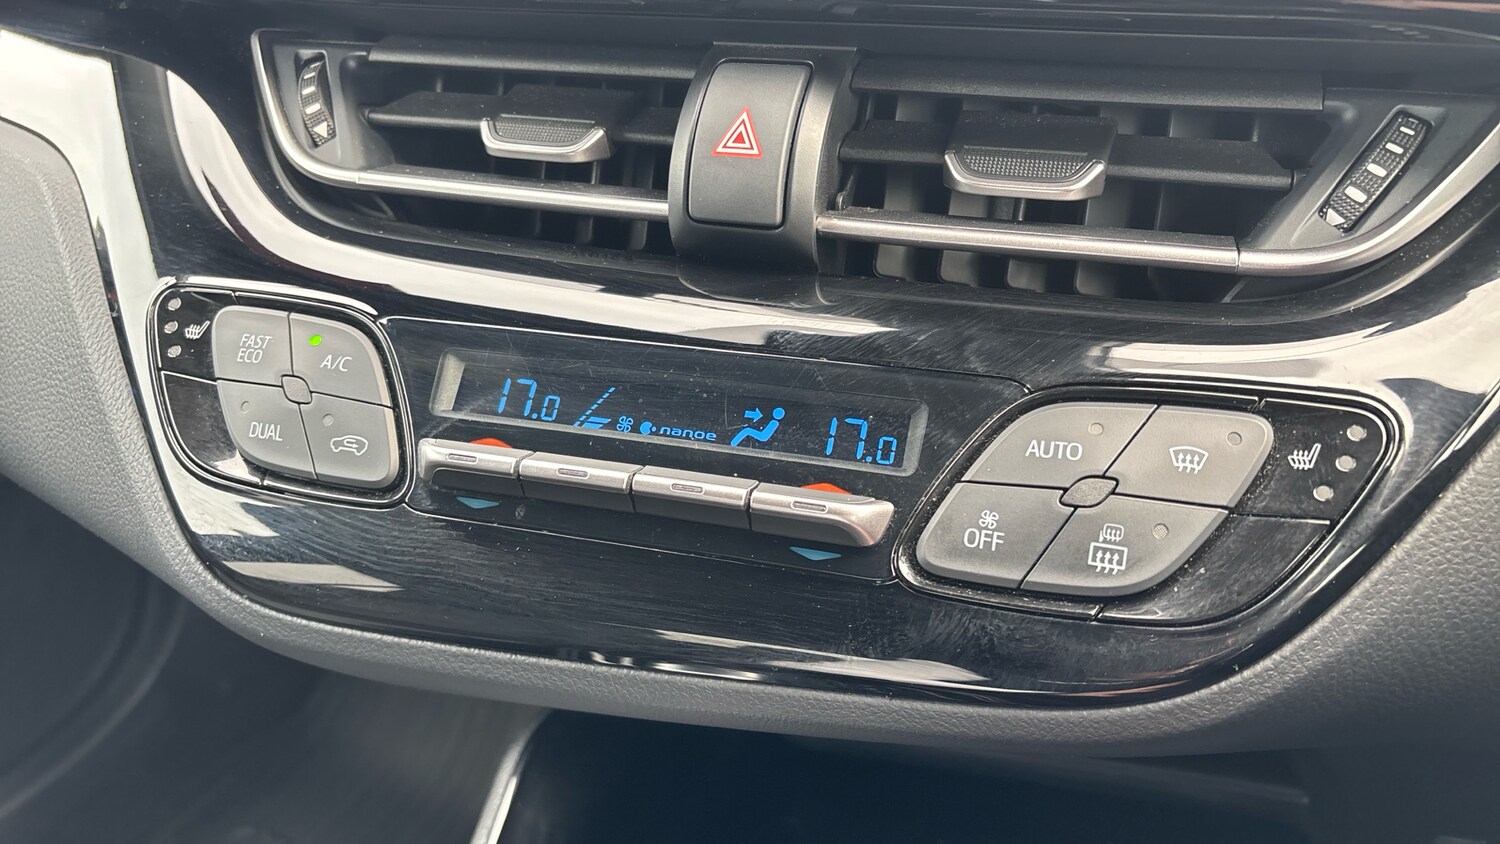 FAST
ECO
A/C
DUAL
17.0
nanoe
17.0
AUTO
OFF